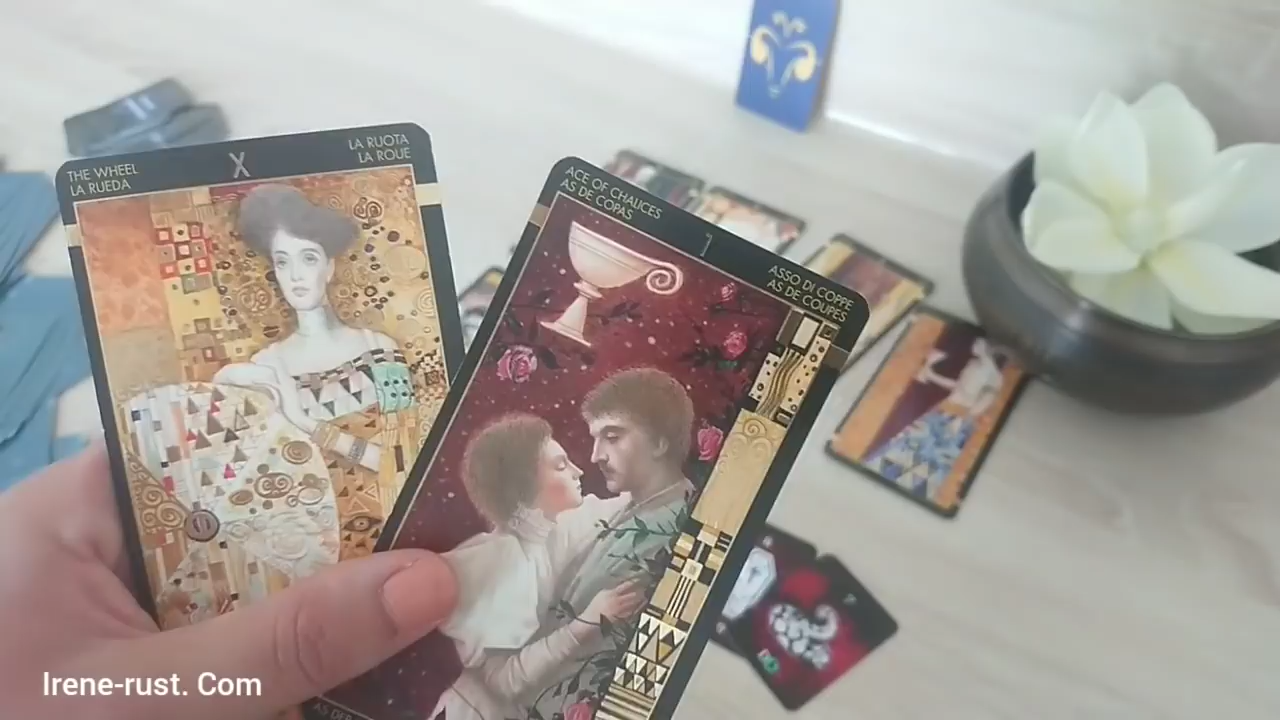 THE WHEEL
LA RUEDA
X
LA RUOTA
LA ROUE
ACE OF CHALICES
AS DE COPAS
1
ASSO DI COPPE
AS DE COUPES
Irene-rust. Com